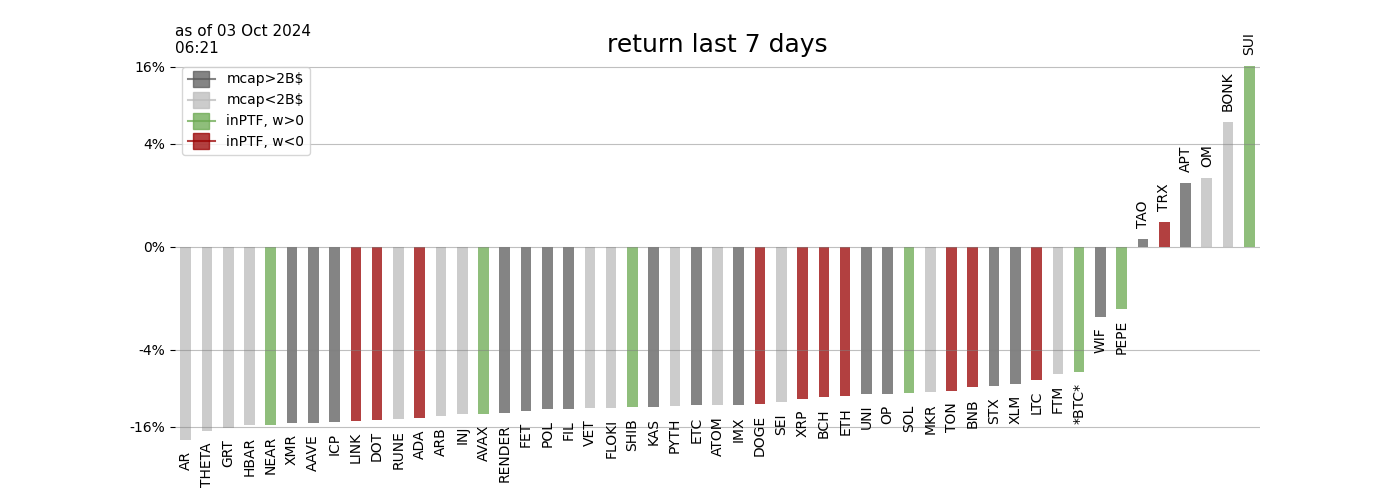 as of 03 Oct 2024
06:21
return last 7 days
16%
4%
0%
-4%
-16%
mcap>2B$
mcap<2B$
inPTF, w>0
inPTF, w<0
AR
THETA
GRT
HBAR
NEAR
XMR
AAVE
ICP
LINK
DOT
RUNE
ADA
ARB
INJ
AVAX
RENDER
FET
POL
FIL
VET
FLOKI
SHIB
KAS
PYTH
ETC
ATOM
IMX
DOGE
SEI
XRP
BCH
ETH
UNI
OP
SOL
MKR
TON
BNB
STX
XLM
LTC
FTM
*BTC*
WIF
PEPE
TAO
TRX
APT
OM
BONK
SUI